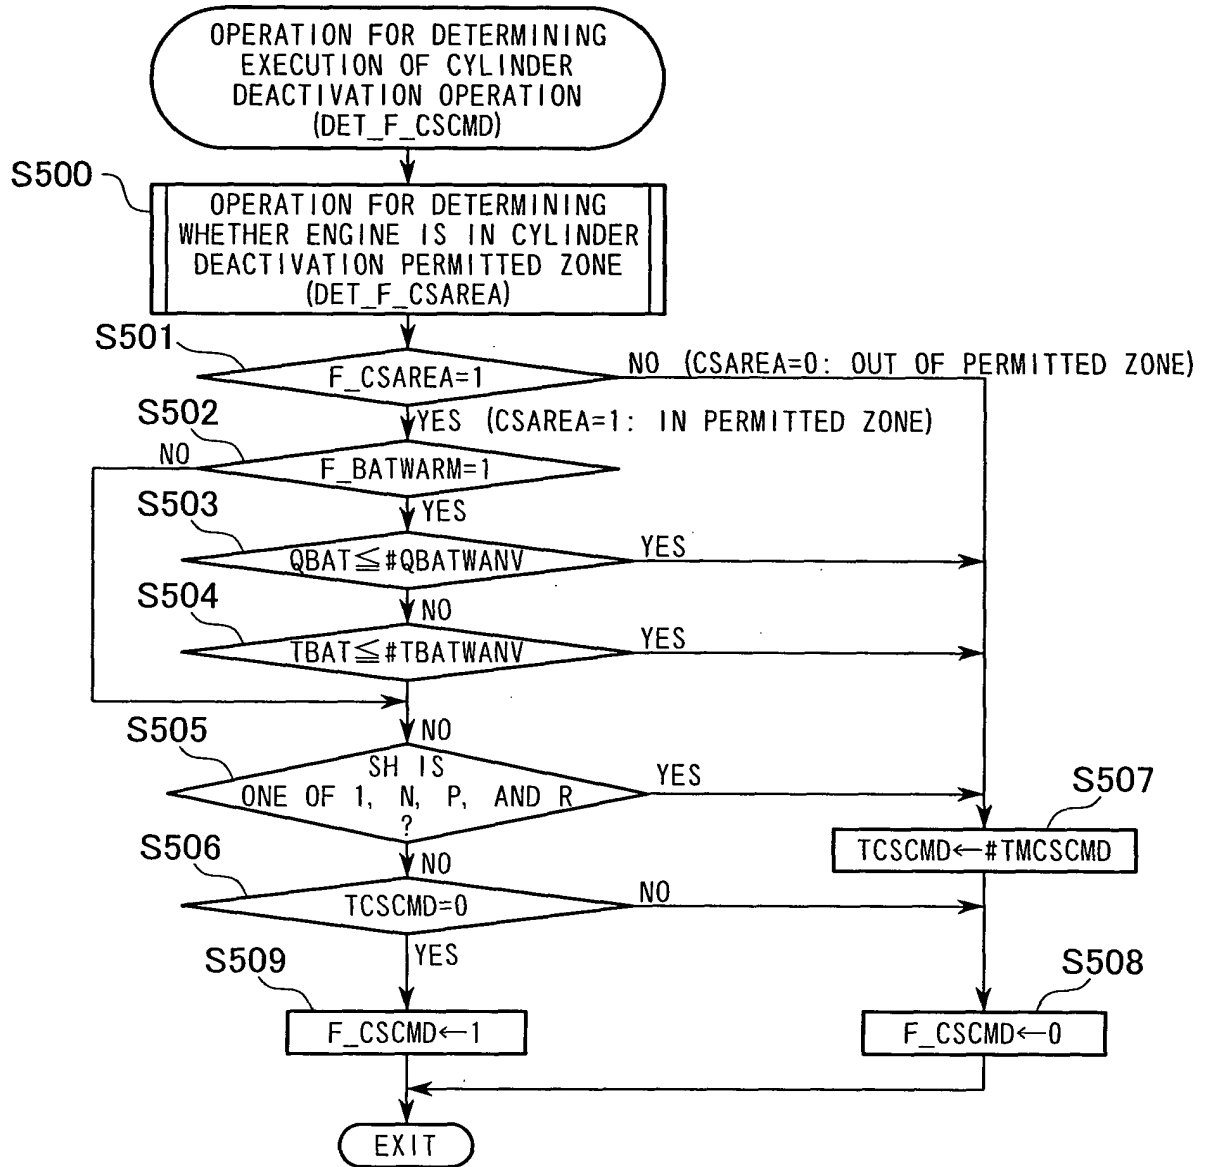 OPERATION FOR DETERMINING
EXECUTION OF CYLINDER
DEACTIVATION OPERATION
(DET_F_CSCMD)
S500
OPERATION FOR DETERMINING
WHETHER ENGINE IS IN CYLINDER
DEACTIVATION PERMITTED ZONE
(DET_F_CSAREA)
S501
F_CSAREA=1
NO (CSAREA=0: OUT OF PERMITTED ZONE)
YES (CSAREA=1: IN PERMITTED ZONE)
S502
NO
F_BATWARM=1
YES
S503
QBAT≦#QBATWANV
YES
NO
S504
TBAT≦#TBATWANV
YES
NO
S505
SH IS
ONE OF 1, N, P, AND R
?
YES
NO
S507
TCSCMD←#TMCSCMD
S506
TCSCMD=0
NO
YES
S509
F_CSCMD←1
S508
F_CSCMD←0
EXIT